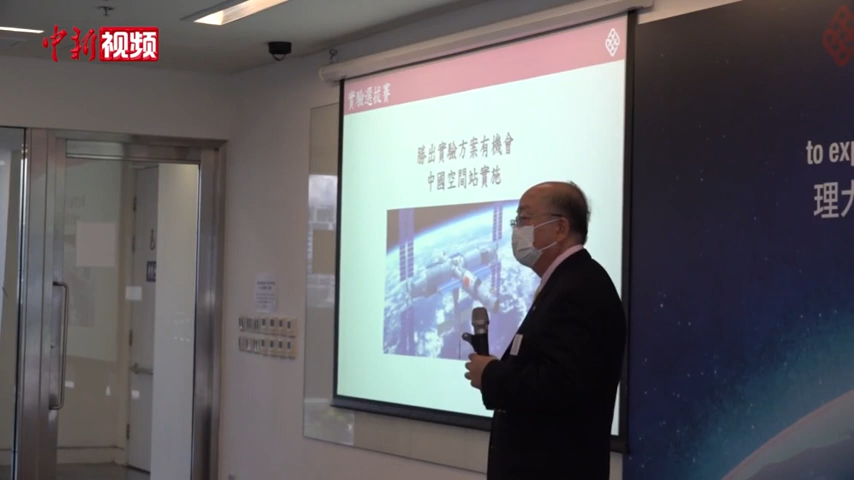 中新视频
實驗選拔賽
勝出實驗方案有機會
中國空間站實施
to exp
理大